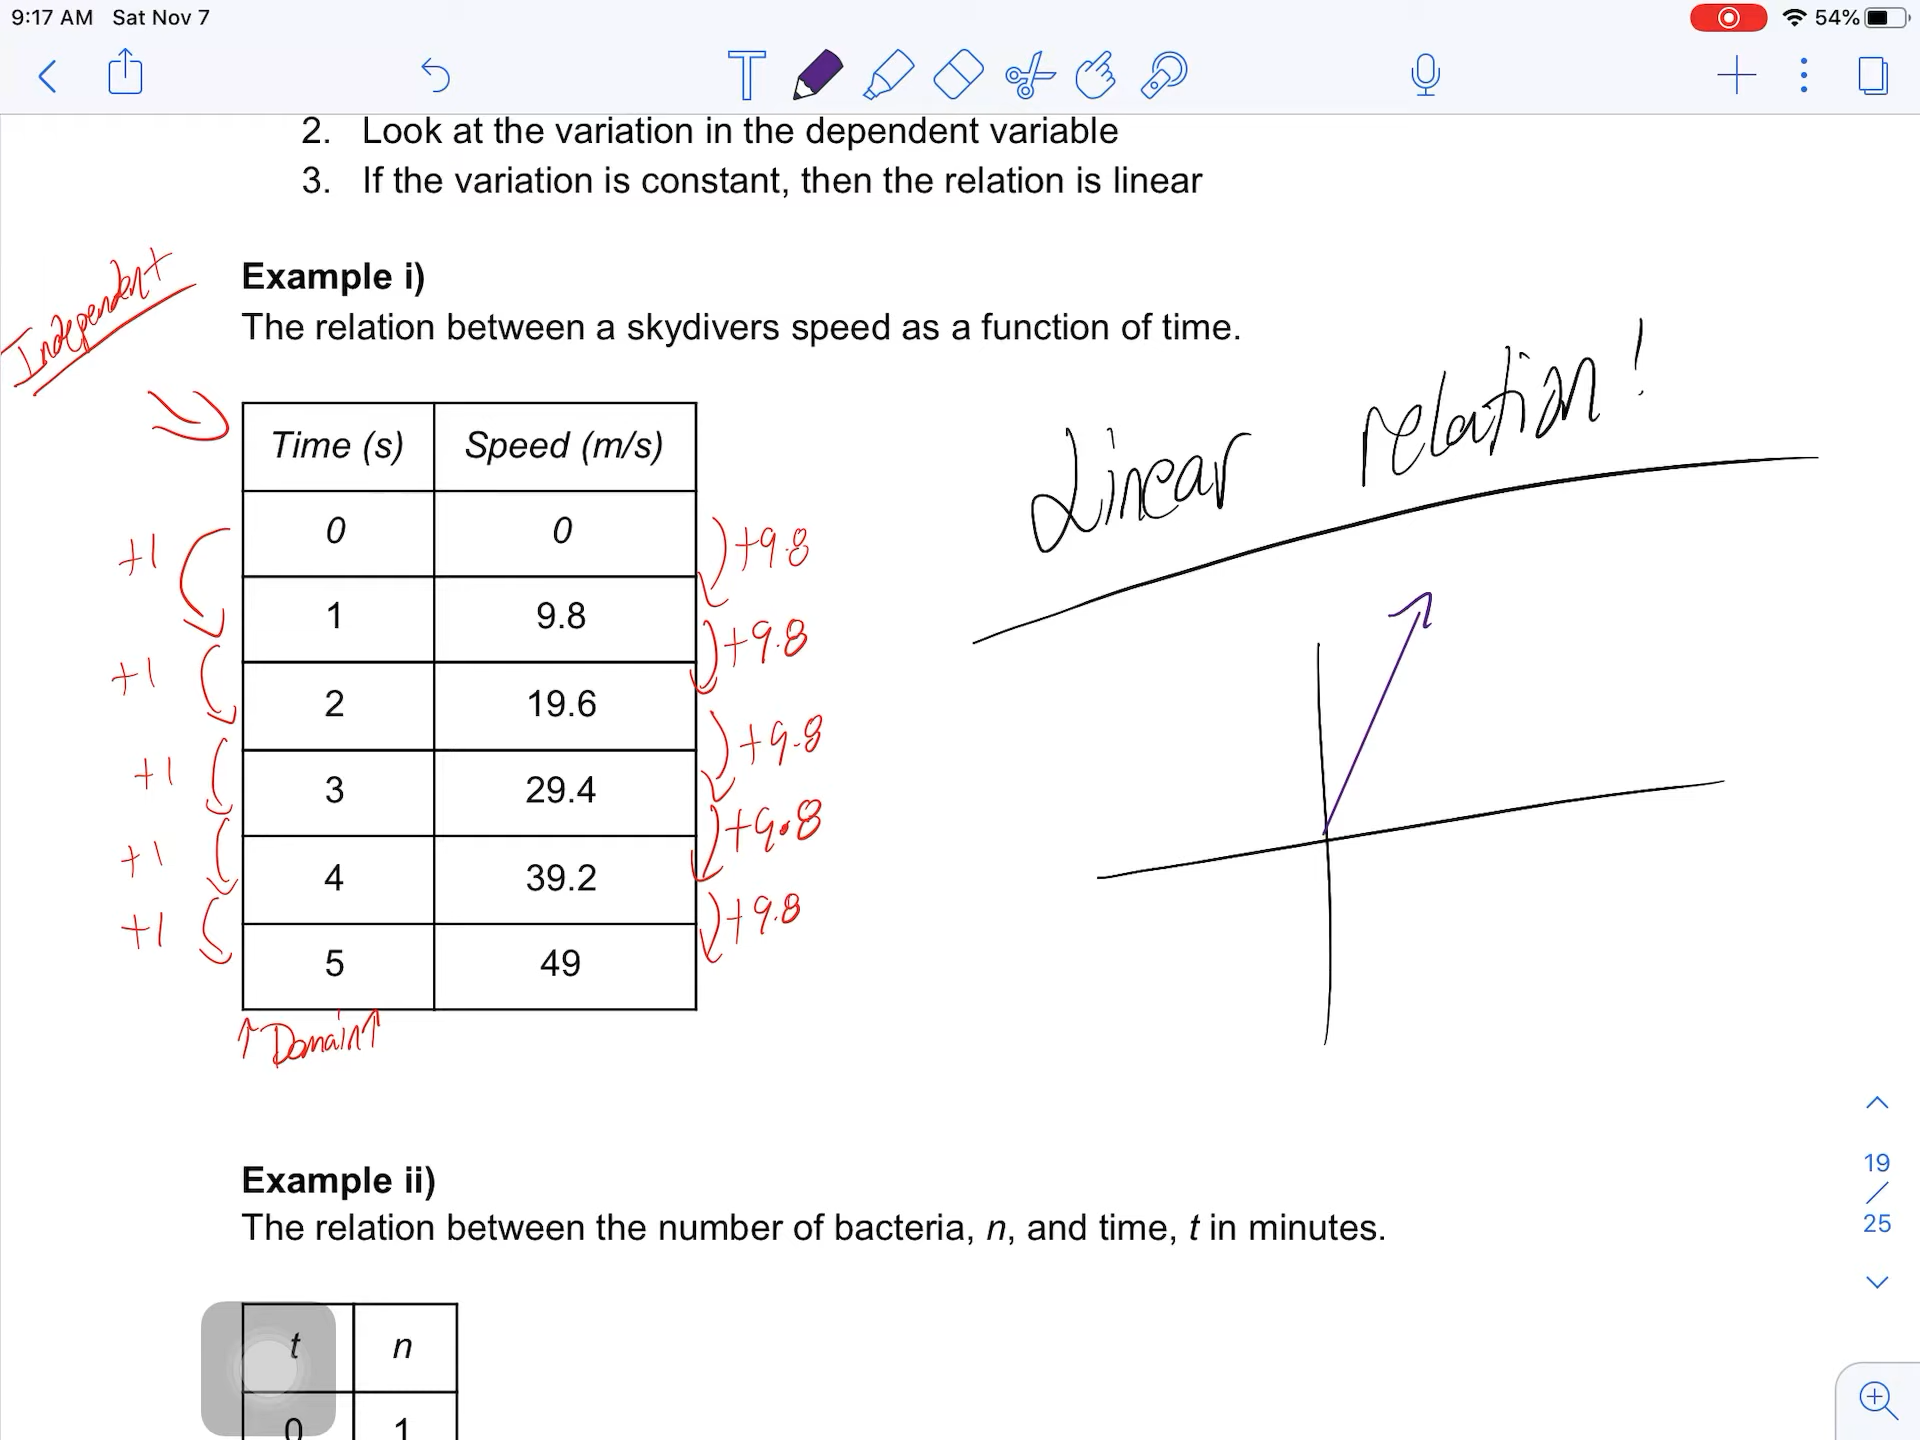 9:17 AM Sat Nov 7
54%
T
2. Look at the variation in the dependent variable
3. If the variation is constant, then the relation is linear
Independent
Example i)
The relation between a skydivers speed as a function of time.
Linear relation!
Time (s) Speed (m/s)
0 0
+1 +9.8
1 9.8
+1 +9.8
2 19.6
+1 +9.8
3 29.4
+1 +9.8
4 39.2
+1 +9.8
5 49
↑ Domain ↑
Example ii)
The relation between the number of bacteria, n, and time, t in minutes.
t n
0 1
19
/
25